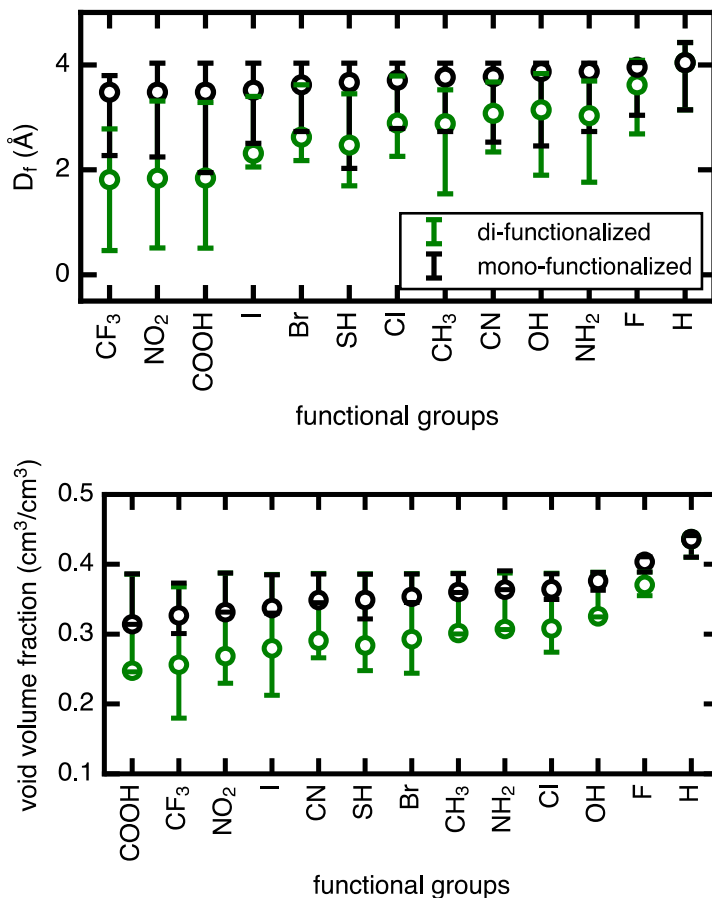 D_f (Å)
4
2
0
di-functionalized
mono-functionalized
CF₃ NO₂ COOH I Br SH Cl CH₃ CN OH NH₂ F H
functional groups
void volume fraction (cm³/cm³)
0.5
0.4
0.3
0.2
0.1
COOH CF₃ NO₂ I CN SH Br CH₃ NH₂ Cl OH F H
functional groups